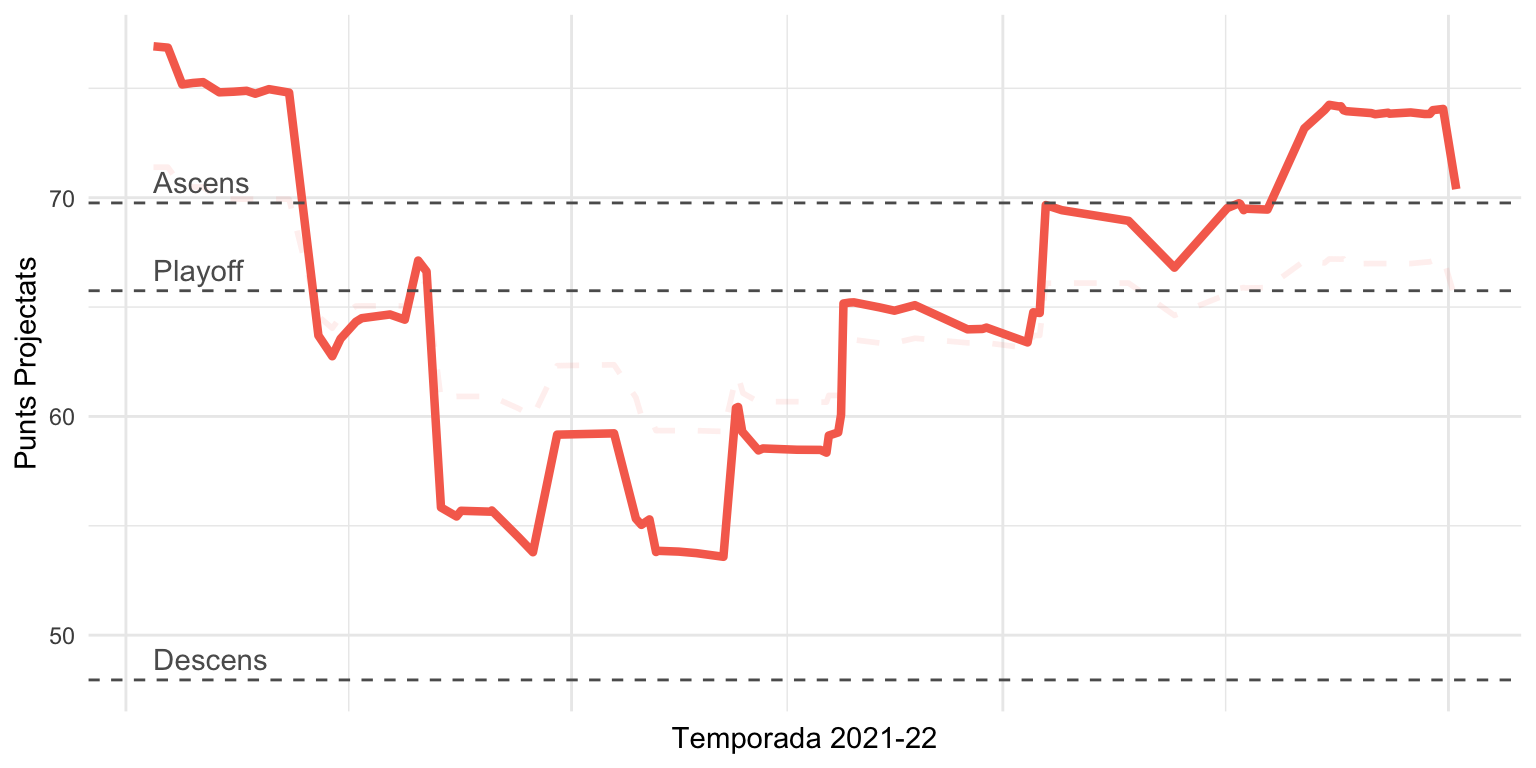 Ascens
70
Playoff
60
50
Descens
Punts Projectats
Temporada 2021-22